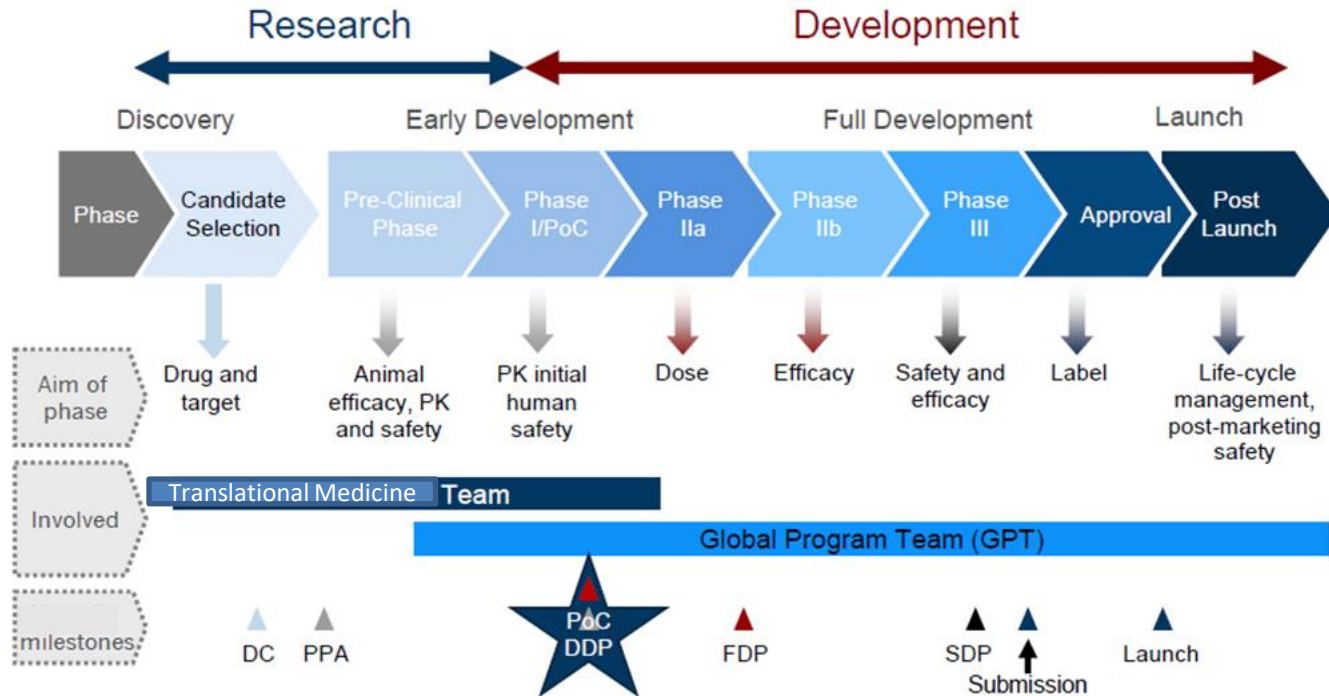 Research
Development
Discovery
Early Development
Full Development
Launch
Phase
Candidate
Selection
Pre-Clinical
Phase
Phase
I/PoC
Phase
IIa
Phase
IIb
Phase
III
Approval
Post
Launch
Aim of
phase
Drug and
target
Animal
efficacy, PK
and safety
PK initial
human
safety
Dose
Efficacy
Safety and
efficacy
Label
Life-cycle
management,
post-marketing
safety
Involved
Translational Medicine Team
Global Program Team (GPT)
milestones
DC
PPA
PoC
DDP
FDP
SDP
Submission
Launch